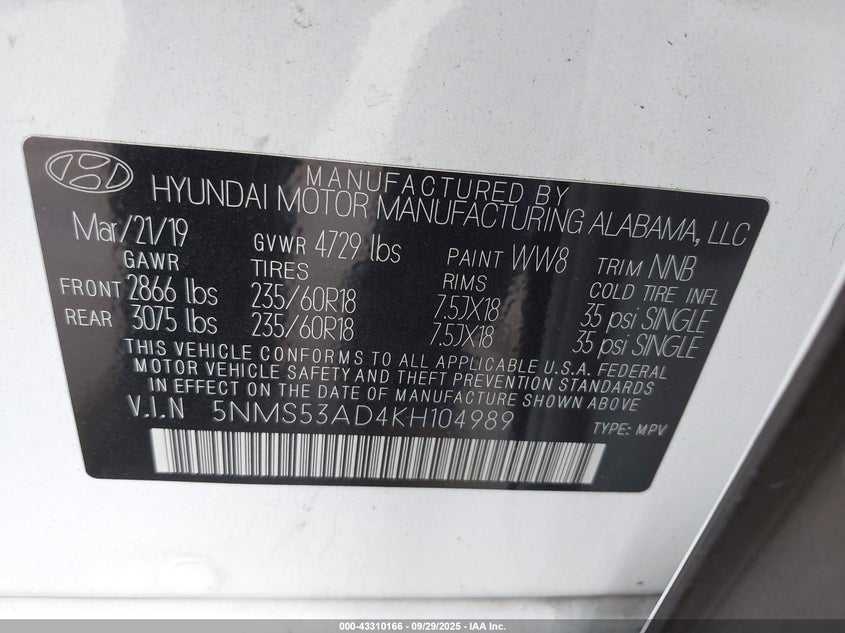 MANUFACTURED BY
HYUNDAI MOTOR MANUFACTURING ALABAMA, LLC
Mar/21/19 GVWR 4729 lbs PAINT WW8 TRIM NNB
GAWR TIRES RIMS COLD TIRE INFL
FRONT 2866 lbs 235/60R18 7.5JX18 35 psi SINGLE
REAR 3075 lbs 235/60R18 7.5JX18 35 psi SINGLE
THIS VEHICLE CONFORMS TO ALL APPLICABLE U.S.A. FEDERAL
MOTOR VEHICLE SAFETY AND THEFT PREVENTION STANDARDS
IN EFFECT ON THE DATE OF MANUFACTURE SHOWN ABOVE
V.I.N 5NMS53AD4KH104989 TYPE: MPV
000-43310166 - 09/29/2025 - IAA Inc.